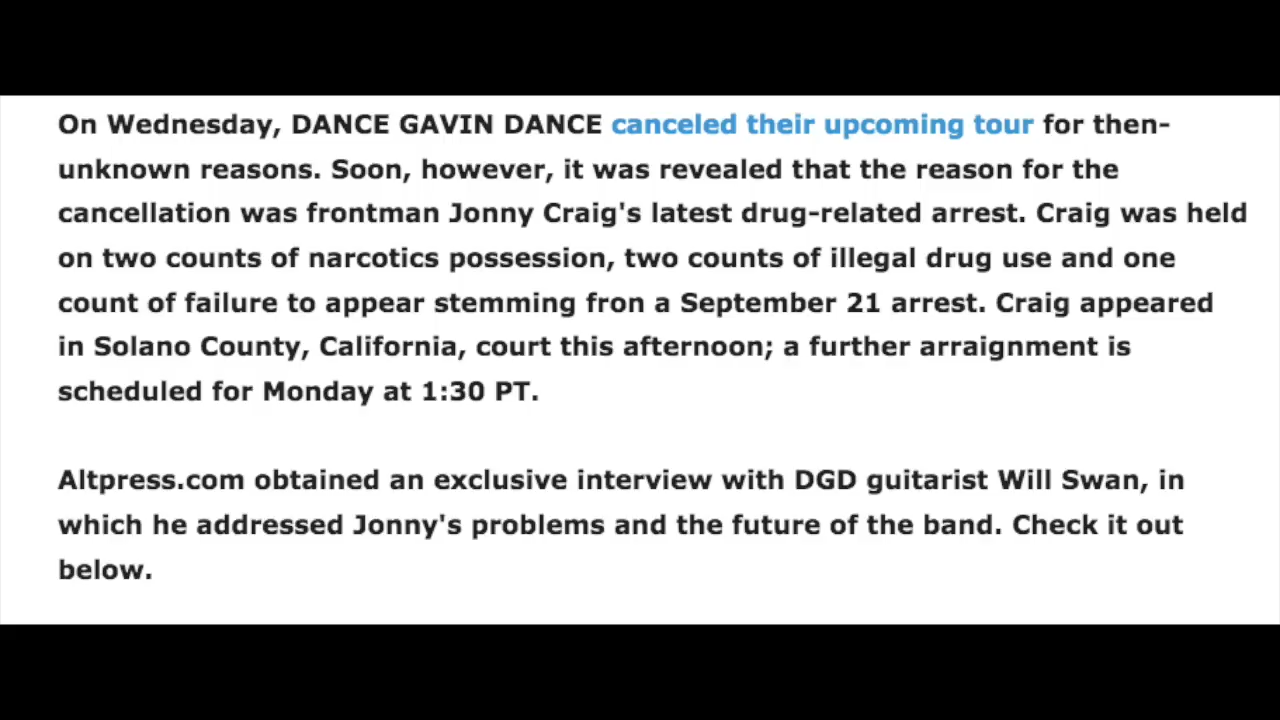 On Wednesday, DANCE GAVIN DANCE canceled their upcoming tour for then-
unknown reasons. Soon, however, it was revealed that the reason for the
cancellation was frontman Jonny Craig's latest drug-related arrest. Craig was held
on two counts of narcotics possession, two counts of illegal drug use and one
count of failure to appear stemming fron a September 21 arrest. Craig appeared
in Solano County, California, court this afternoon; a further arraignment is
scheduled for Monday at 1:30 PT.
Altpress.com obtained an exclusive interview with DGD guitarist Will Swan, in
which he addressed Jonny's problems and the future of the band. Check it out
below.